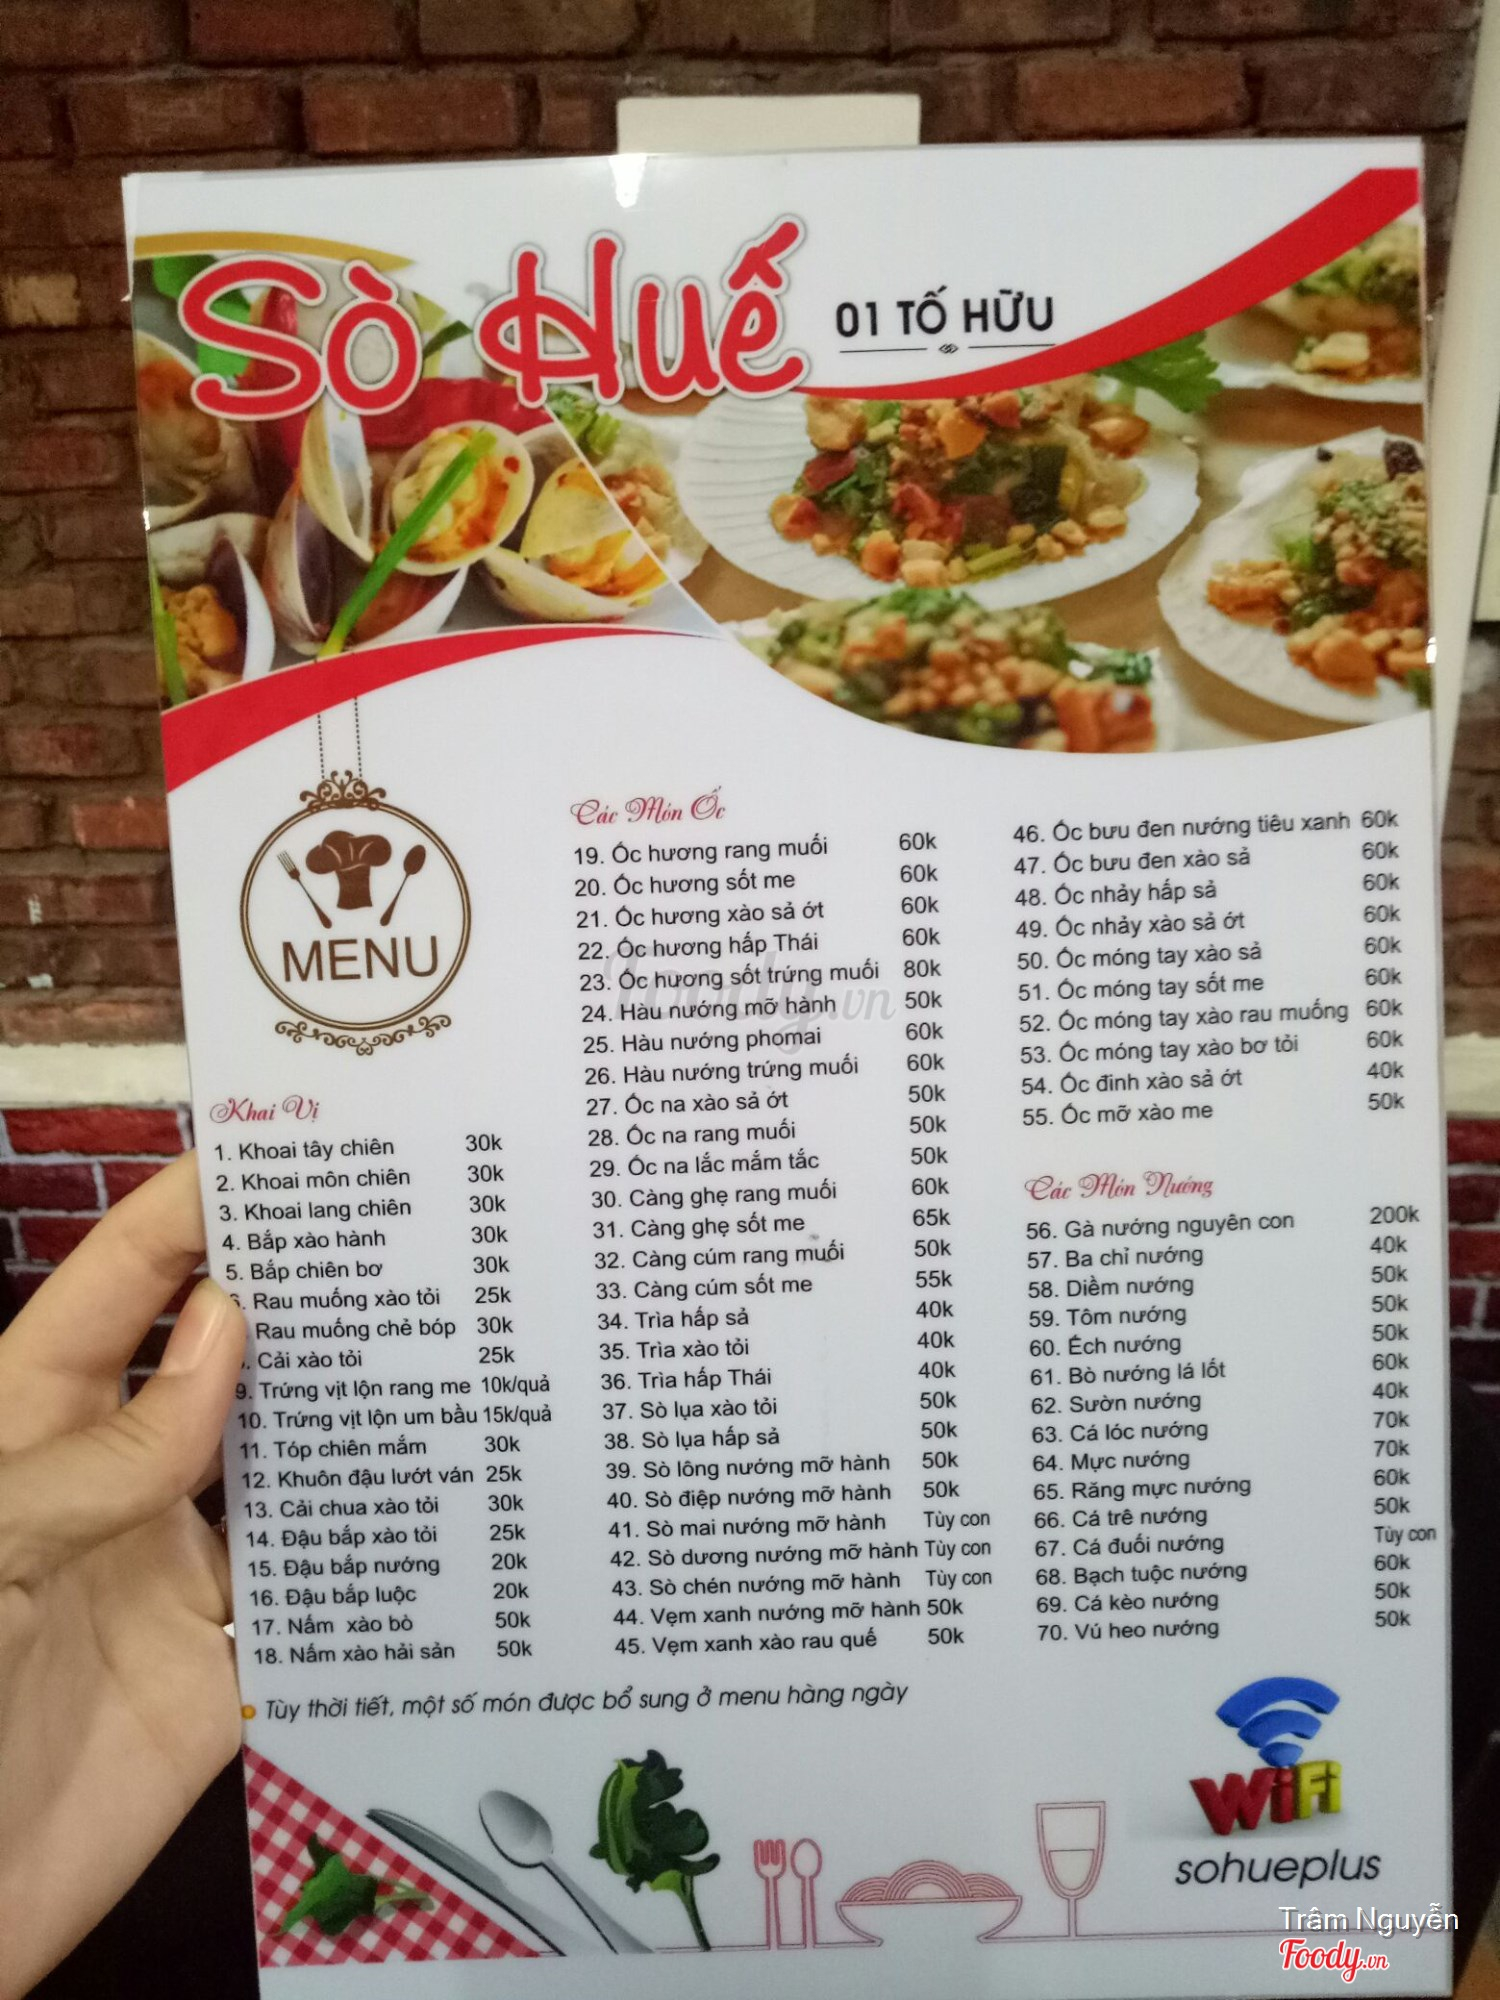 Sò Huế
01 TỐ HỮU
MENU
Khai Vị
1. Khoai tây chiên 30k
2. Khoai môn chiên 30k
3. Khoai lang chiên 30k
4. Bắp xào hành 30k
5. Bắp chiên bơ 30k
. Rau muống xào tỏi 25k
Rau muống chẻ bóp 30k
. Cải xào tỏi 25k
9. Trứng vịt lộn rang me 10k/quả
10. Trứng vịt lộn um bầu 15k/quả
11. Tóp chiên mắm 30k
12. Khuôn đậu lướt ván 25k
13. Cải chua xào tỏi 30k
14. Đậu bắp xào tỏi 25k
15. Đậu bắp nướng 20k
16. Đậu bắp luộc 20k
17. Nấm xào bò 50k
18. Nấm xào hải sản 50k
Các Món Ốc
19. Ốc hương rang muối 60k
20. Ốc hương sốt me 60k
21. Ốc hương xào sả ớt 60k
22. Ốc hương hấp Thái 60k
23. Ốc hương sốt trứng muối 80k
24. Hàu nướng mỡ hành 50k
25. Hàu nướng phomai 60k
26. Hàu nướng trứng muối 60k
27. Ốc na xào sả ớt 50k
28. Ốc na rang muối 50k
29. Ốc na lắc mắm tắc 50k
30. Càng ghẹ rang muối 60k
31. Càng ghẹ sốt me 65k
32. Càng cúm rang muối 50k
33. Càng cúm sốt me 55k
34. Trìa hấp sả 40k
35. Trìa xào tỏi 40k
36. Trìa hấp Thái 40k
37. Sò lụa xào tỏi 50k
38. Sò lụa hấp sả 50k
39. Sò lông nướng mỡ hành 50k
40. Sò điệp nướng mỡ hành 50k
41. Sò mai nướng mỡ hành Tùy con
42. Sò dương nướng mỡ hành Tùy con
43. Sò chén nướng mỡ hành Tùy con
44. Vẹm xanh nướng mỡ hành 50k
45. Vẹm xanh xào rau quế 50k
46. Ốc bưu đen nướng tiêu xanh 60k
47. Ốc bưu đen xào sả 60k
48. Ốc nhảy hấp sả 60k
49. Ốc nhảy xào sả ớt 60k
50. Ốc móng tay xào sả 60k
51. Ốc móng tay sốt me 60k
52. Ốc móng tay xào rau muống 60k
53. Ốc móng tay xào bơ tỏi 60k
54. Ốc đinh xào sả ớt 40k
55. Ốc mỡ xào me 50k
Các Món Nướng
56. Gà nướng nguyên con 200k
57. Ba chỉ nướng 40k
58. Diềm nướng 50k
59. Tôm nướng 50k
60. Ếch nướng 50k
61. Bò nướng lá lốt 60k
62. Sườn nướng 40k
63. Cá lóc nướng 70k
64. Mực nướng 70k
65. Răng mực nướng 60k
66. Cá trê nướng 50k
67. Cá đuối nướng Tùy con
68. Bạch tuộc nướng 60k
69. Cá kèo nướng 50k
70. Vú heo nướng 50k
Tùy thời tiết, một số món được bổ sung ở menu hàng ngày
WiFi
sohueplus
Foody.vn
Trâm Nguyễn
Foody.vn